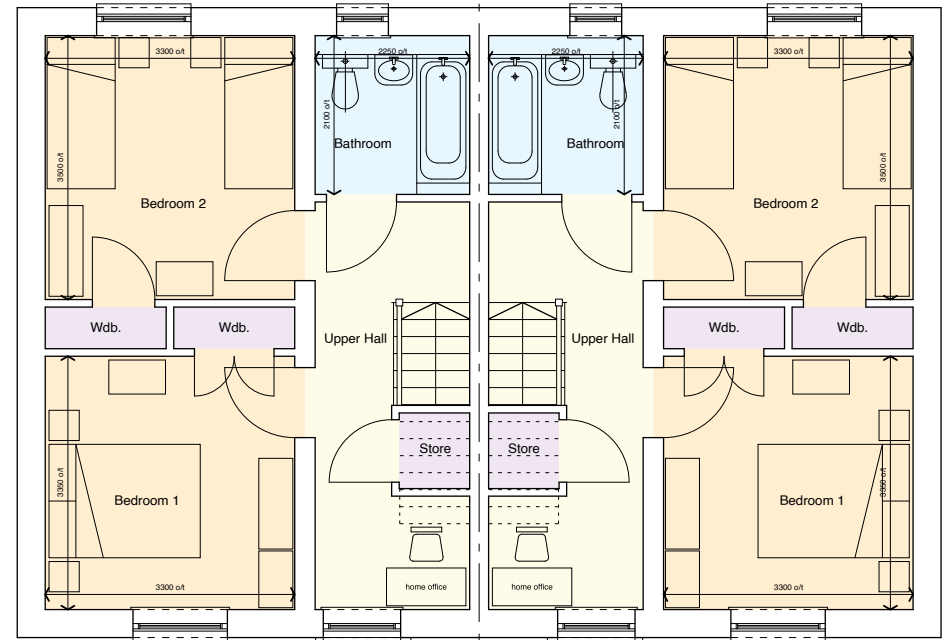 3300 o/t
2250 o/t
2250 o/t
3300 o/t
2100 o/t
2100 o/t
Bathroom
Bathroom
3500 o/t
3500 o/t
Bedroom 2
Bedroom 2
Wdb.
Wdb.
Wdb.
Wdb.
Upper Hall
Upper Hall
Store
Store
3350 o/t
3350 o/t
Bedroom 1
Bedroom 1
3300 o/t
home office
home office
3300 o/t